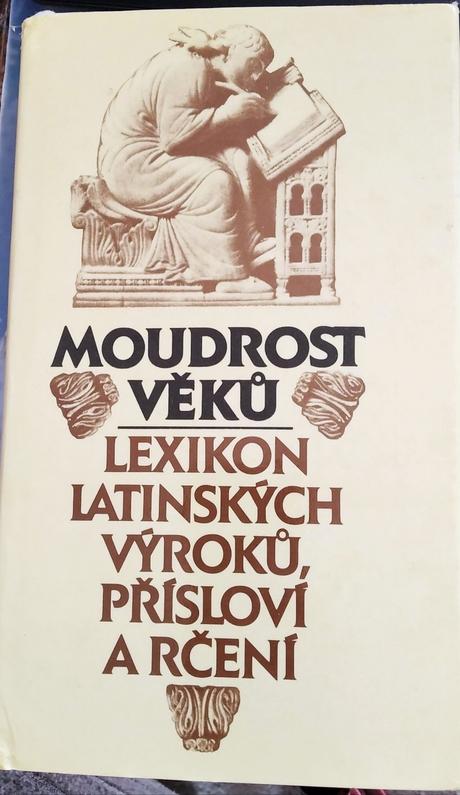 MOUDROST
VĚKŮ
LEXIKON
LATINSKÝCH
VÝROKŮ,
PŘÍSLOVÍ
A RČENÍ